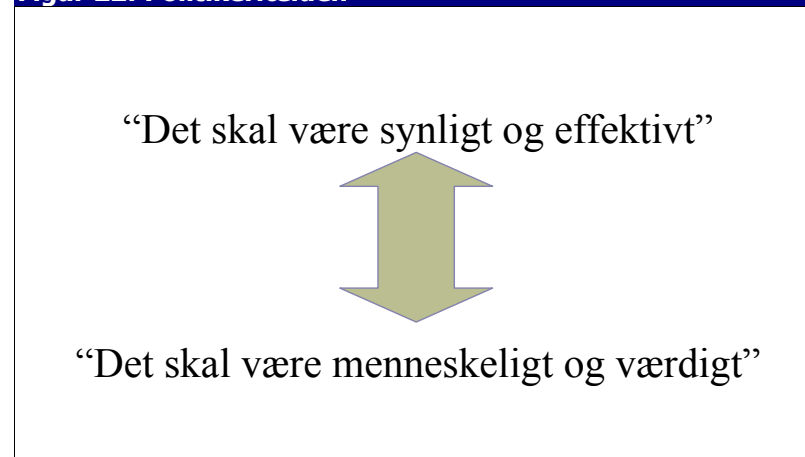 “Det skal være synligt og effektivt”
“Det skal være menneskeligt og værdigt”